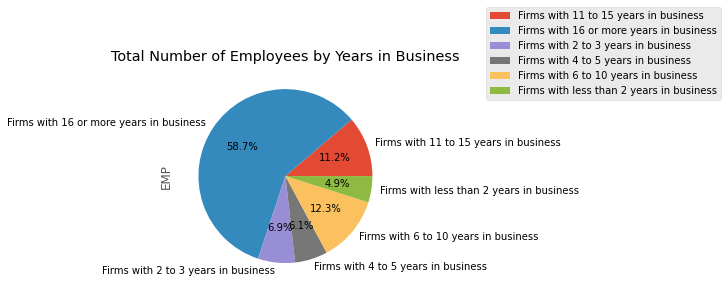 Firms with 11 to 15 years in business
Firms with 16 or more years in business
Firms with 2 to 3 years in business
Firms with 4 to 5 years in business
Firms with 6 to 10 years in business
Firms with less than 2 years in business
Total Number of Employees by Years in Business
Firms with 16 or more years in business
58.7%
Firms with 11 to 15 years in business
11.2%
EMP
4.9%
Firms with less than 2 years in business
12.3%
6.9%
6.1%
Firms with 6 to 10 years in business
Firms with 2 to 3 years in business
Firms with 4 to 5 years in business